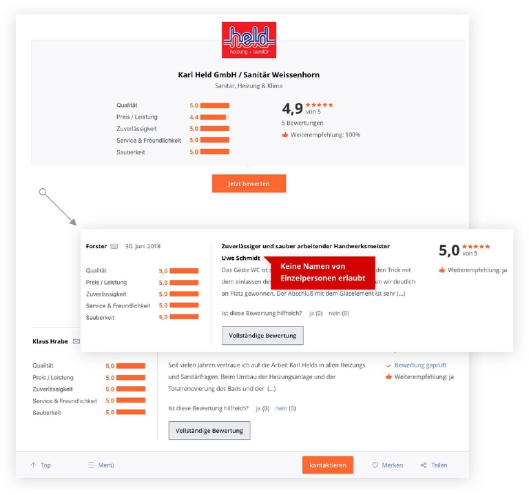 held
heizung + sanitär
Karl Held GmbH / Sanitär Weissenhorn
Sanitär, Heizung & Klima
Qualität 5,0
Preis / Leistung 4,4
Zuverlässigkeit 5,0
Service & Freundlichkeit 5,0
Sauberkeit 5,0
4,9 von 5
5 Bewertungen
Weiterempfehlung: 100%
Jetzt bewerten
Forster 30. Juni 2018
Qualität 5,0
Preis / Leistung 5,0
Zuverlässigkeit 5,0
Service & Freundlichkeit 5,0
Sauberkeit 5,0
Zuverlässiger und sauber arbeitender Handwerksmeister
Uwe Schmidt
Keine Namen von
Einzelpersonen erlaubt
Das Gäste WC ist den Trick mit
dem einlassen des en wir deutlich
an Platz gewonnen. Der Abschluß mit dem Glaselement ist sehr (...)
Ist diese Bewertung hilfreich? ja (0) nein (0)
Vollständige Bewertung
5,0 von 5
Weiterempfehlung: ja
Klaus Hrabe
Qualität 5,0
Preis / Leistung 5,0
Zuverlässigkeit 5,0
Service & Freundlichkeit 5,0
Sauberkeit 5,0
Seit vielen Jahren vertraue ich auf die Arbeit Karl Helds in allen Heizungs
und Sanitärfragen. Beim Umbau der Heizungsanlage und der
Totalrenovierung des Bads und der (...)
Ist diese Bewertung hilfreich? ja (0) nein (0)
Vollständige Bewertung
Bewertung geprüft
Weiterempfehlung: ja
Top
Menü
kontaktieren
Merken
Teilen